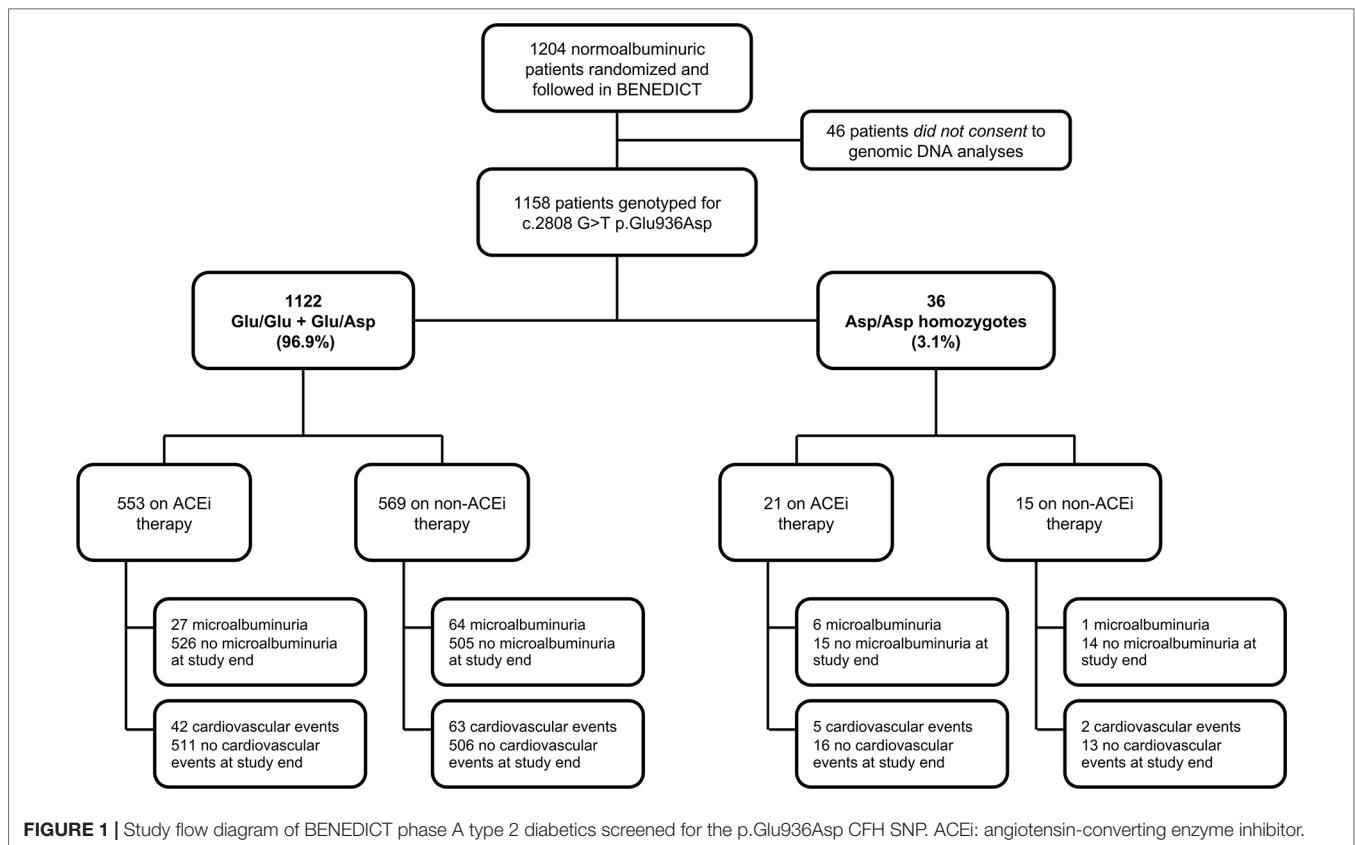 1204 normoalbuminuric
patients randomized and
followed in BENEDICT
46 patients did not consent to
genomic DNA analyses
1158 patients genotyped for
c.2808 G>T p.Glu936Asp
1122
Glu/Glu + Glu/Asp
(96.9%)
36
Asp/Asp homozygotes
(3.1%)
553 on ACEi
therapy
569 on non-ACEi
therapy
21 on ACEi
therapy
15 on non-ACEi
therapy
27 microalbuminuria
526 no microalbuminuria
at study end
64 microalbuminuria
505 no microalbuminuria
at study end
6 microalbuminuria
15 no microalbuminuria at
study end
1 microalbuminuria
14 no microalbuminuria at
study end
42 cardiovascular events
511 no cardiovascular
events at study end
63 cardiovascular events
506 no cardiovascular
events at study end
5 cardiovascular events
16 no cardiovascular
events at study end
2 cardiovascular events
13 no cardiovascular
events at study end
FIGURE 1 | Study flow diagram of BENEDICT phase A type 2 diabetics screened for the p.Glu936Asp CFH SNP. ACEi: angiotensin-converting enzyme inhibitor.